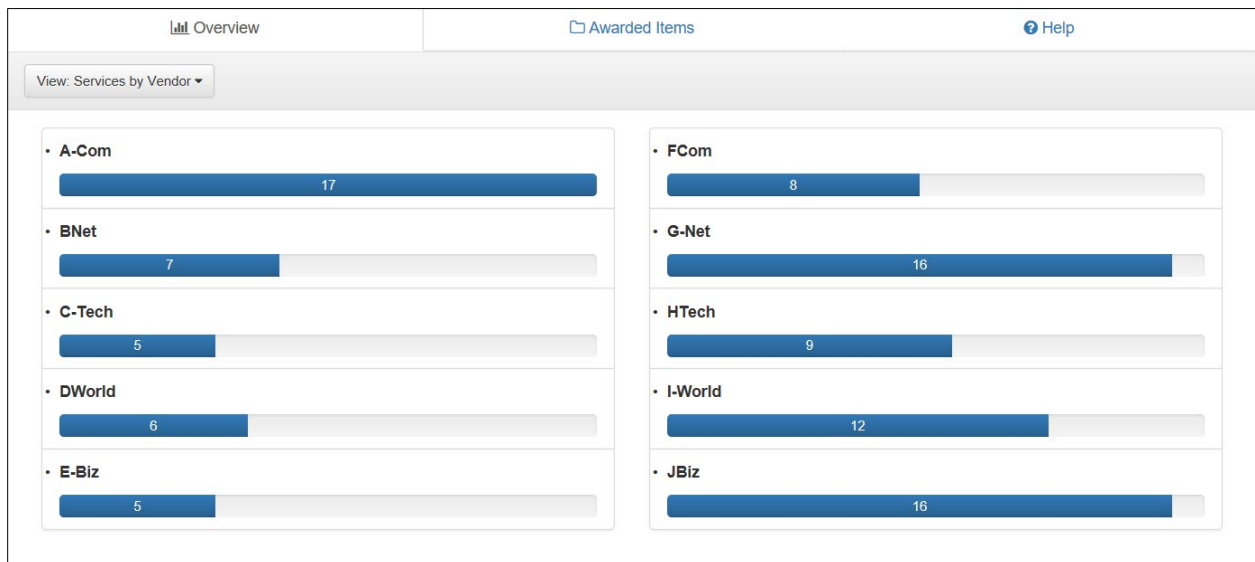 Overview
Awarded Items
Help
View: Services by Vendor
• A-Com
17
• BNet
7
• C-Tech
5
• DWorld
6
• E-Biz
5
• FCom
8
• G-Net
16
• HTech
9
• I-World
12
• JBiz
16